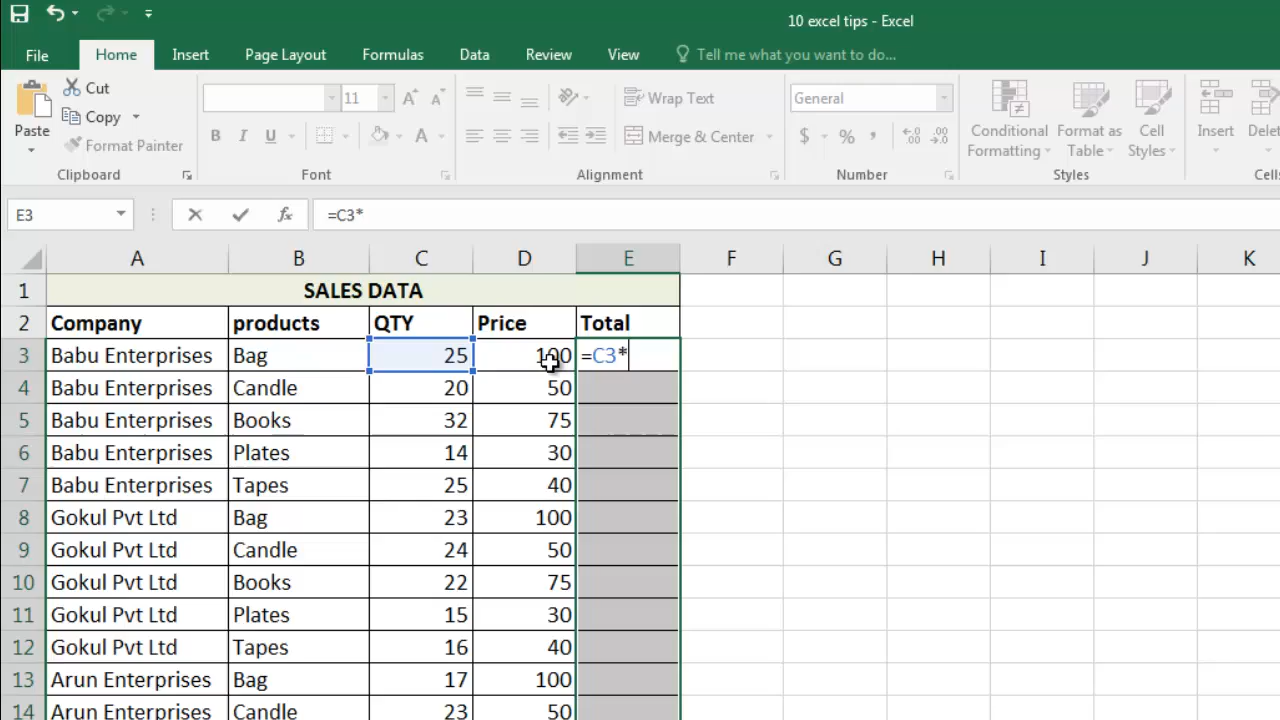 10 excel tips - Excel
File Home Insert Page Layout Formulas Data Review View Tell me what you want to do...
Paste Cut Copy Format Painter
11
Wrap Text Merge & Center
General
$ % ,
Conditional Formatting Format as Table Cell Styles Insert
Clipboard Font Alignment Number Styles
E3 fx =C3*
A B C D E F G H I J K
1 SALES DATA
2 Company products QTY Price Total
3 Babu Enterprises Bag 25 100 =C3*
4 Babu Enterprises Candle 20 50
5 Babu Enterprises Books 32 75
6 Babu Enterprises Plates 14 30
7 Babu Enterprises Tapes 25 40
8 Gokul Pvt Ltd Bag 23 100
9 Gokul Pvt Ltd Candle 24 50
10 Gokul Pvt Ltd Books 22 75
11 Gokul Pvt Ltd Plates 15 30
12 Gokul Pvt Ltd Tapes 16 40
13 Arun Enterprises Bag 17 100
14 Arun Enterprises Candle 23 50